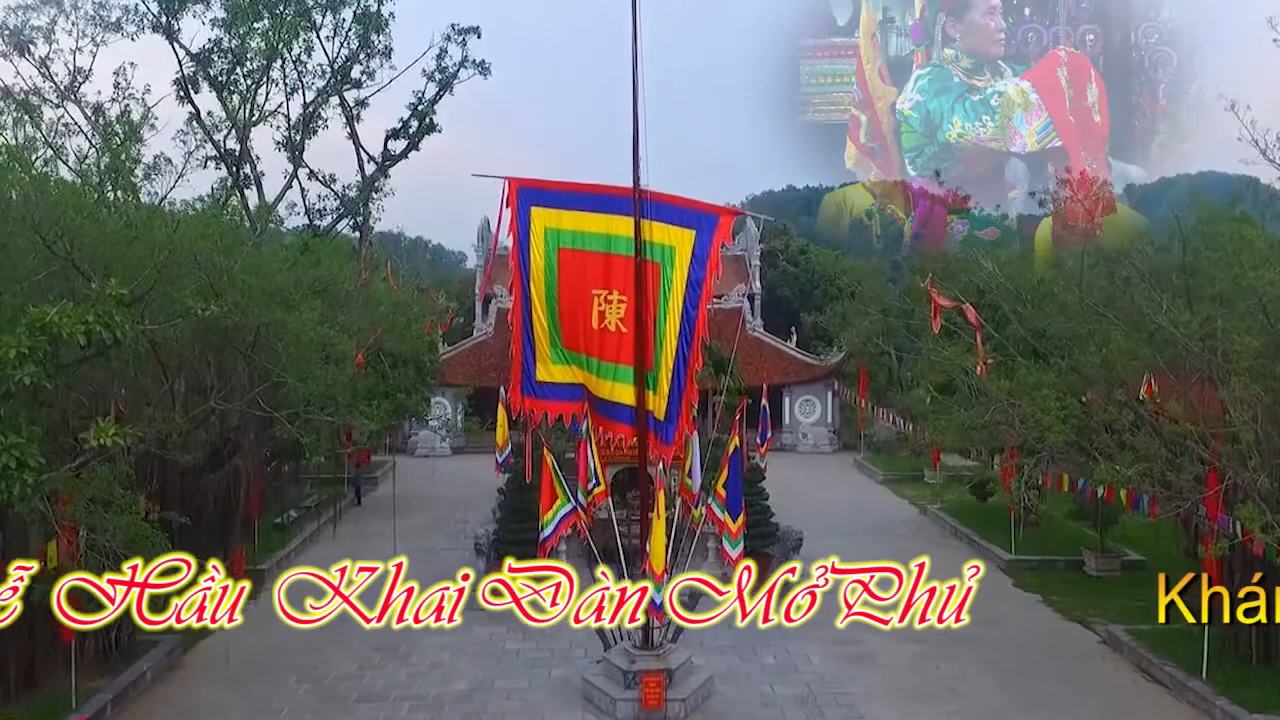 陳
ễ Hầu Khai Đàn Mở Phủ Khán